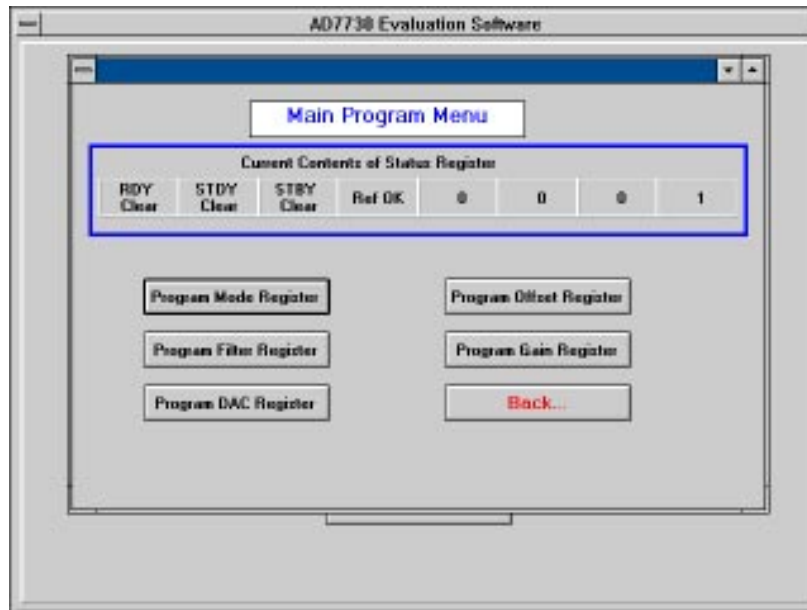 AD7730 Evaluation Software
Main Program Menu
Current Contents of Status Register
RDY Clear STDY Clear STBY Clear Ref OK 0 0 0 1
Program Mode Register Program Offset Register
Program Filter Register Program Gain Register
Program DAC Register Back...